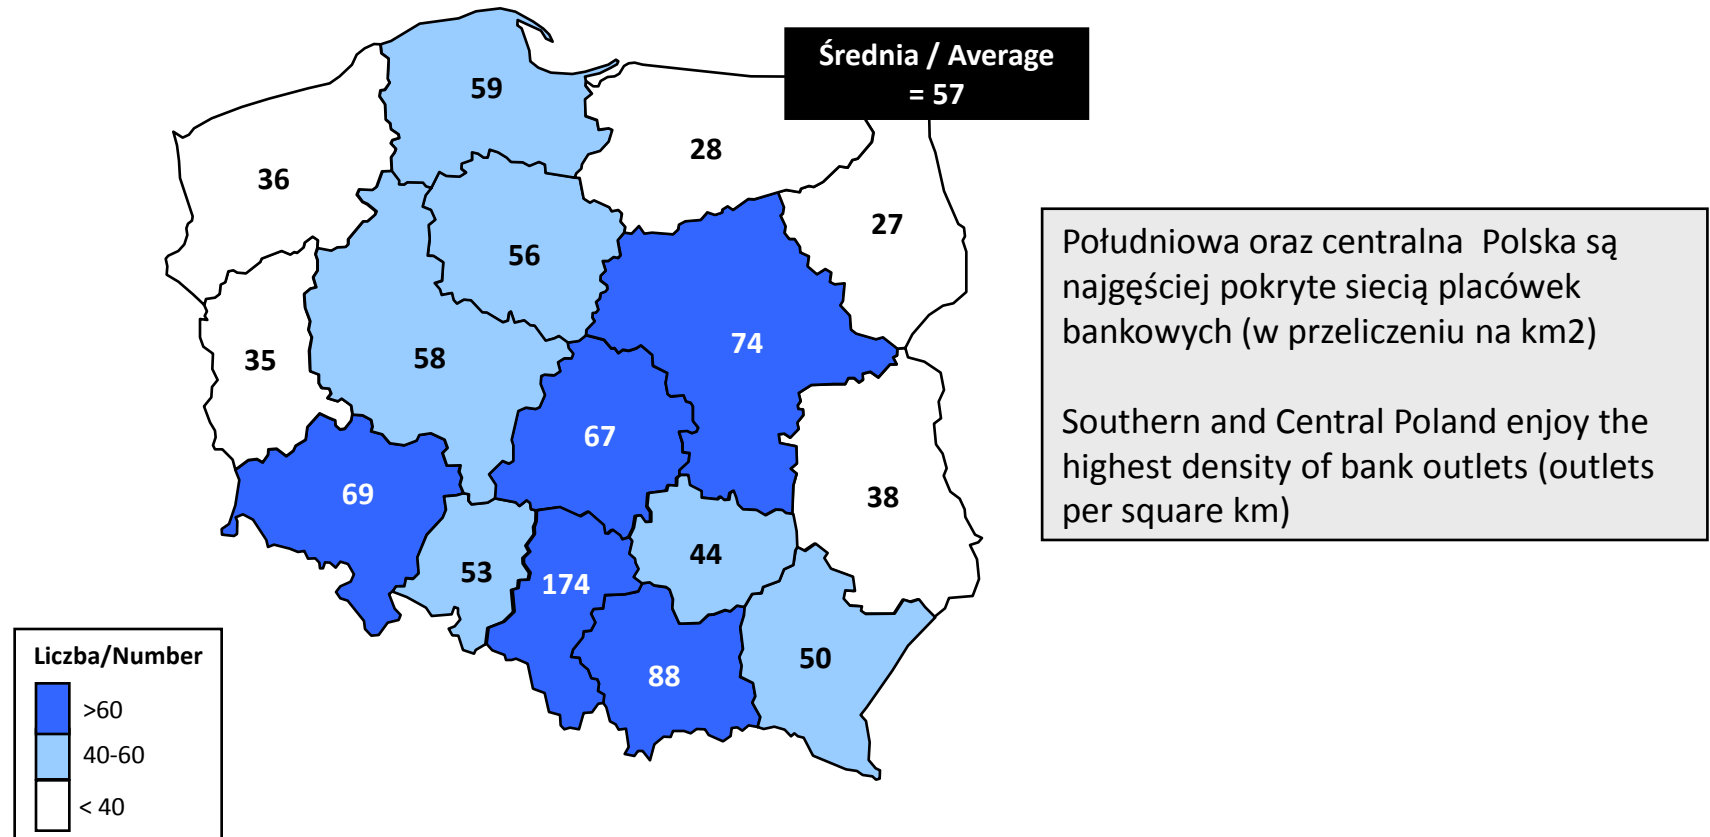 Średnia / Average
= 57
59
28
36
27
56
74
35
58
67
69
38
44
53
174
50
88
Południowa oraz centralna Polska są
najgęściej pokryte siecią placówek
bankowych (w przeliczeniu na km2)
Southern and Central Poland enjoy the
highest density of bank outlets (outlets
per square km)
Liczba/Number
>60
40-60
< 40